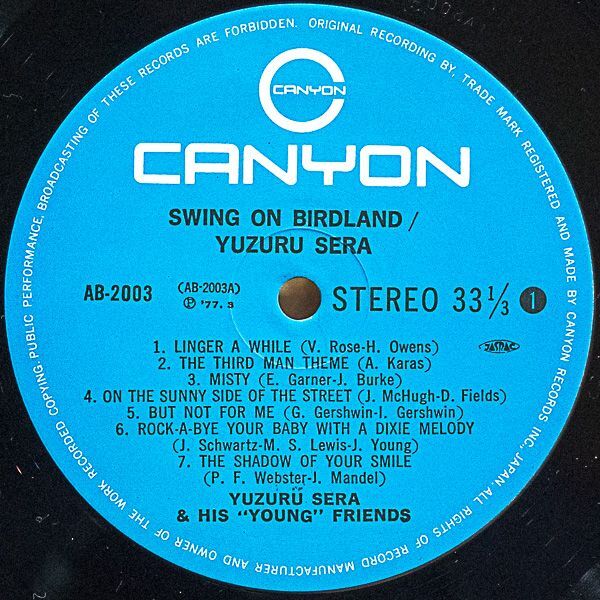 CANYON
CANYON
SWING ON BIRDLAND /
YUZURU SERA
AB-2003
(AB-2003A)
Ⓟ '77. 3
STEREO 33 1/3
1
1. LINGER A WHILE (V. Rose-H. Owens)
JASRAC
2. THE THIRD MAN THEME (A. Karas)
3. MISTY (E. Garner-J. Burke)
4. ON THE SUNNY SIDE OF THE STREET (J. McHugh-D. Fields)
5. BUT NOT FOR ME (G. Gershwin-I. Gershwin)
6. ROCK-A-BYE YOUR BABY WITH A DIXIE MELODY
(J. Schwartz-M. S. Lewis-J. Young)
7. THE SHADOW OF YOUR SMILE
(P. F. Webster-J. Mandel)
YUZURU SERA
& HIS "YOUNG" FRIENDS
ORIGINAL RECORDING BY, TRADE MARK REGISTERED AND MADE BY CANYON RECORDS INC., JAPAN ALL RIGHTS OF RECORD MANUFACTURER AND OWNER OF THE WORK RECORDED COPYING. PUBLIC PERFORMANCE, BROADCASTING OF THESE RECORDS ARE FORBIDDEN.